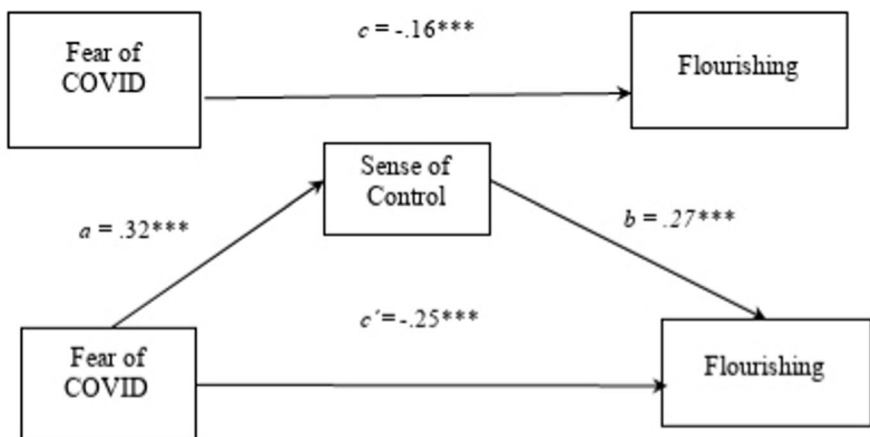 c = -.16***
Fear of
COVID
Flourishing
Sense of
Control
a = .32***
b = .27***
c´= -.25***
Fear of
COVID
Flourishing